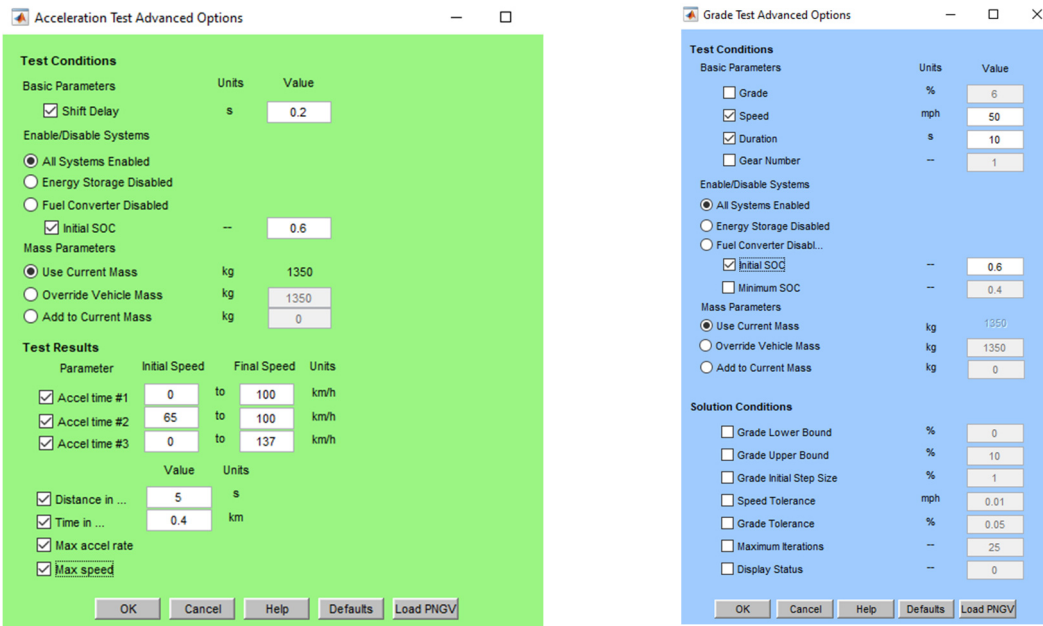 Acceleration Test Advanced Options
Test Conditions
Basic Parameters Units Value
Shift Delay s 0.2
Enable/Disable Systems
All Systems Enabled
Energy Storage Disabled
Fuel Converter Disabled
Initial SOC -- 0.6
Mass Parameters
Use Current Mass kg 1350
Override Vehicle Mass kg 1350
Add to Current Mass kg 0
Test Results
Parameter Initial Speed Final Speed Units
Accel time #1 0 to 100 km/h
Accel time #2 65 to 100 km/h
Accel time #3 0 to 137 km/h
Value Units
Distance in ... 5 s
Time in ... 0.4 km
Max accel rate
Max speed
OK Cancel Help Defaults Load PNGV
Grade Test Advanced Options
Test Conditions
Basic Parameters Units Value
Grade % 6
Speed mph 50
Duration s 10
Gear Number -- 1
Enable/Disable Systems
All Systems Enabled
Energy Storage Disabled
Fuel Converter Disabl...
Initial SOC -- 0.6
Minimum SOC -- 0.4
Mass Parameters
Use Current Mass kg 1350
Override Vehicle Mass kg 1350
Add to Current Mass kg 0
Solution Conditions
Grade Lower Bound % 0
Grade Upper Bound % 10
Grade Initial Step Size % 1
Speed Tolerance mph 0.01
Grade Tolerance % 0.05
Maximum Iterations -- 25
Display Status -- 0
OK Cancel Help Defaults Load PNGV